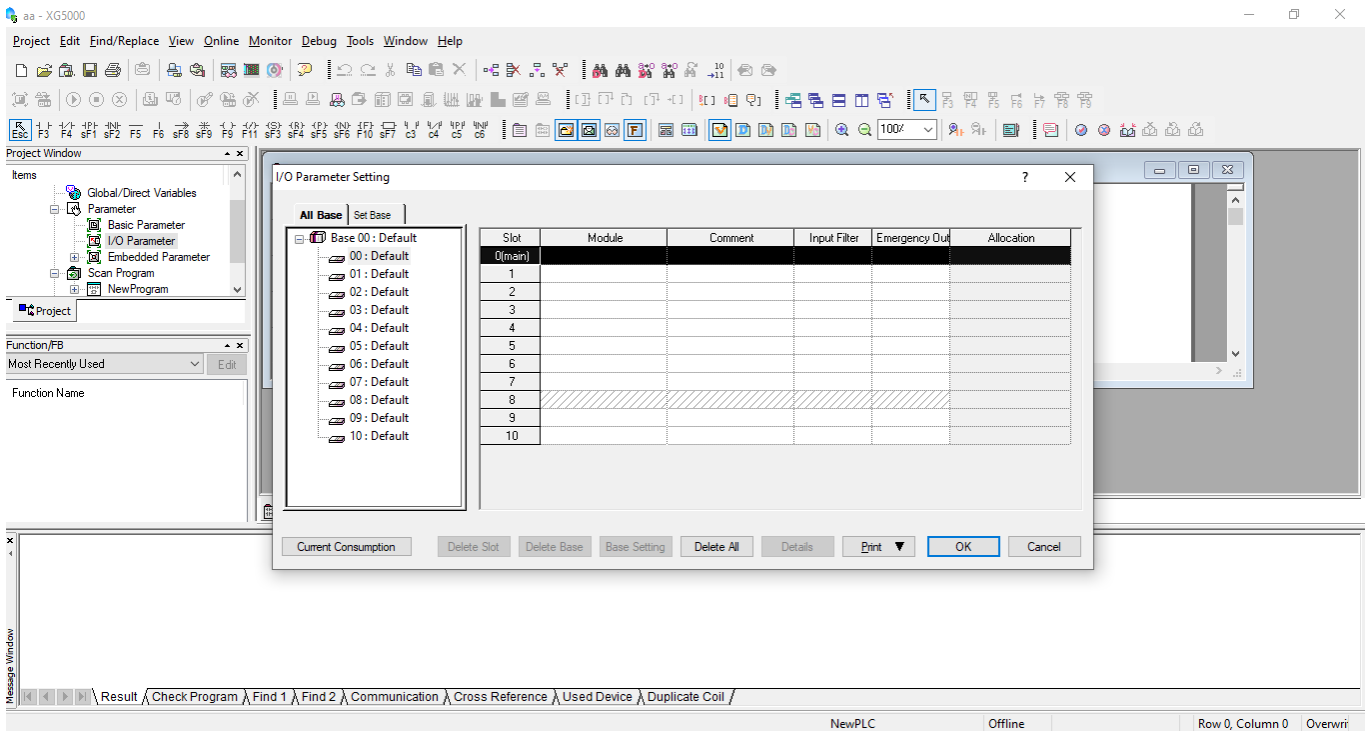 aa - XG5000
Project Edit Find/Replace View Online Monitor Debug Tools Window Help
Esc F3 F4 sF1 sF2 F5 F6 sF8 sF9 F9 F11 sF3 sF4 sF5 sF6 F10 sF7 c3 c4 c5 c6
100%
Project Window
Items
Global/Direct Variables
Parameter
Basic Parameter
I/O Parameter
Embedded Parameter
Scan Program
NewProgram
Project
Function/FB
Most Recently Used Edit
Function Name
I/O Parameter Setting
All Base Set Base
Base 00 : Default
00 : Default
01 : Default
02 : Default
03 : Default
04 : Default
05 : Default
06 : Default
07 : Default
08 : Default
09 : Default
10 : Default
Slot Module Comment Input Filter Emergency Out Allocation
0(main)
1
2
3
4
5
6
7
8
9
10
Current Consumption Delete Slot Delete Base Base Setting Delete All Details Print OK Cancel
Message Window
Result Check Program Find 1 Find 2 Communication Cross Reference Used Device Duplicate Coil
NewPLC Offline Row 0, Column 0 Overwri